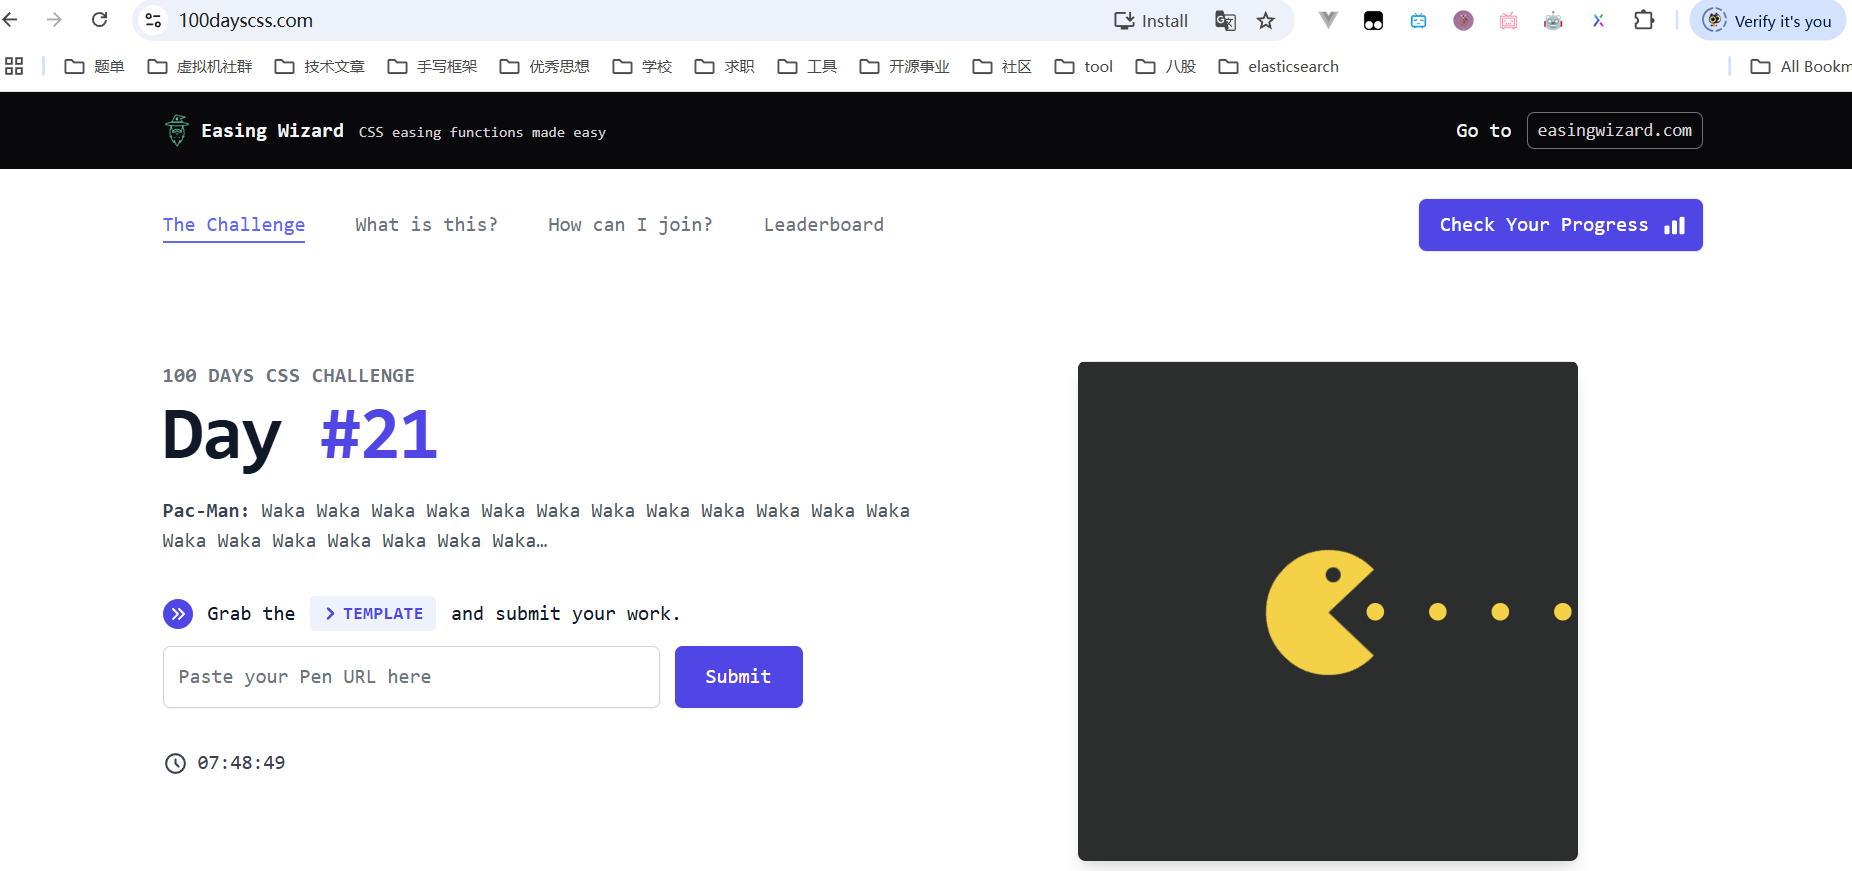 100dayscss.com
Install
Verify it's you
题单 虚拟机社群 技术文章 手写框架 优秀思想 学校 求职 工具 开源事业 社区 tool 八股 elasticsearch All Bookm
Easing Wizard CSS easing functions made easy
Go to easingwizard.com
The Challenge What is this? How can I join? Leaderboard
Check Your Progress
100 DAYS CSS CHALLENGE
Day #21
Pac-Man: Waka Waka Waka Waka Waka Waka Waka Waka Waka Waka Waka Waka
Waka Waka Waka Waka Waka Waka Waka…
Grab the TEMPLATE and submit your work.
Paste your Pen URL here
Submit
07:48:49